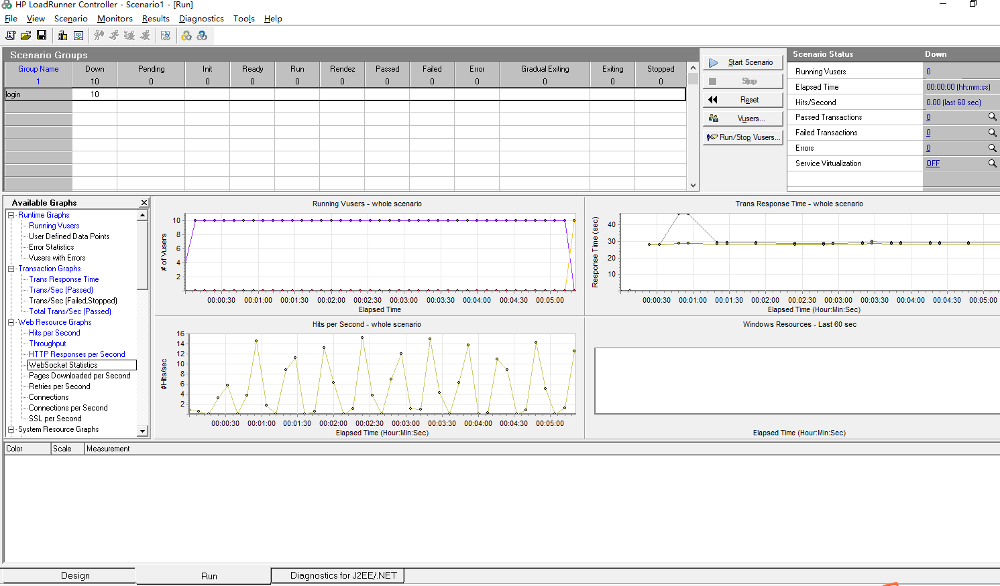 HP LoadRunner Controller - Scenario1 - [Run]
File View Scenario Monitors Results Diagnostics Tools Help
Scenario Groups
Group Name Down Pending Init Ready Run Rendez Passed Failed Error Gradual Exiting Exiting Stopped
1 10 0 0 0 0 0 0 0 0 0 0 0
login 10
Start Scenario
Stop
Reset
Vusers...
Run/Stop Vusers...
Scenario Status Down
Running Vusers 0
Elapsed Time 00:00:00 (hh:mm:ss)
Hits/Second 0.00 (last 60 sec)
Passed Transactions 0
Failed Transactions 0
Errors 0
Service Virtualization OFF
Available Graphs
Runtime Graphs
Running Vusers
User Defined Data Points
Error Statistics
Vusers with Errors
Transaction Graphs
Trans Response Time
Trans/Sec (Passed)
Trans/Sec (Failed,Stopped)
Total Trans/Sec (Passed)
Web Resource Graphs
Hits per Second
Throughput
HTTP Responses per Second
WebSocket Statistics
Pages Downloaded per Second
Retries per Second
Connections
Connections per Second
SSL per Second
System Resource Graphs
Running Vusers - whole scenario
# of Vusers
10
8
6
4
2
00:00:30 00:01:00 00:01:30 00:02:00 00:02:30 00:03:00 00:03:30 00:04:00 00:04:30 00:05:00
Elapsed Time
Trans Response Time - whole scenario
Response Time (sec)
40
30
20
10
00:00:30 00:01:00 00:01:30 00:02:00 00:02:30 00:03:00 00:03:30 00:04:00 00:04:30 00:05:00
Elapsed Time (Hour:Min:Sec)
Hits per Second - whole scenario
#Hits/sec
16
14
12
10
8
6
4
2
00:00:30 00:01:00 00:01:30 00:02:00 00:02:30 00:03:00 00:03:30 00:04:00 00:04:30 00:05:00
Elapsed Time (Hour:Min:Sec)
Windows Resources - Last 60 sec
Elapsed Time (Hour:Min:Sec)
Color Scale Measurement
Design Run Diagnostics for J2EE/.NET